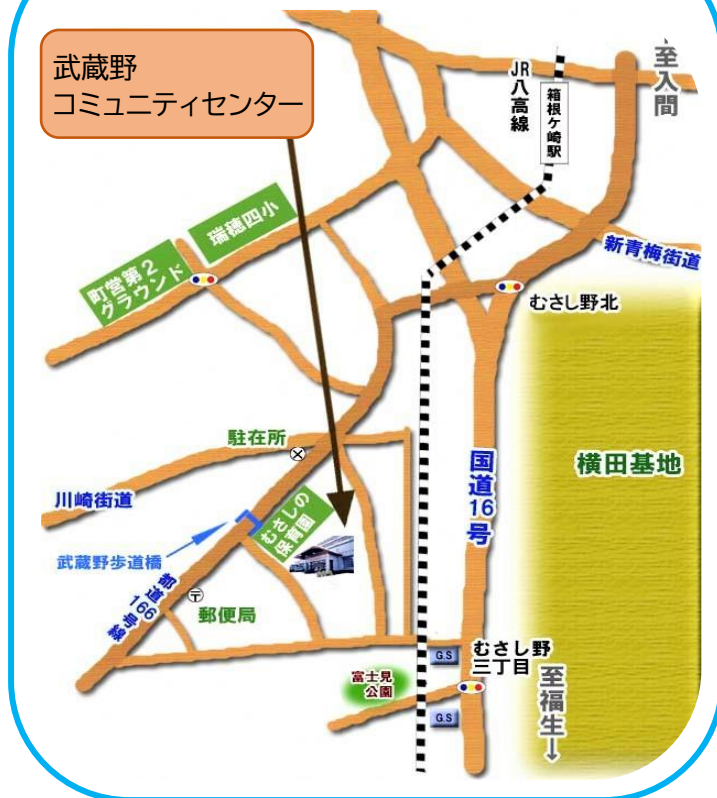 武蔵野
コミュニティセンター
至入間
JR八高線
箱根ヶ崎駅
瑞穂四小
町営第2
グラウンド
新青梅街道
むさし野北
駐在所
国道16号
横田基地
川崎街道
むさしの
保育園
武蔵野歩道橋
都道166号線
〒
郵便局
むさし野
三丁目
G.S
富士見
公園
至福生↓
G.S